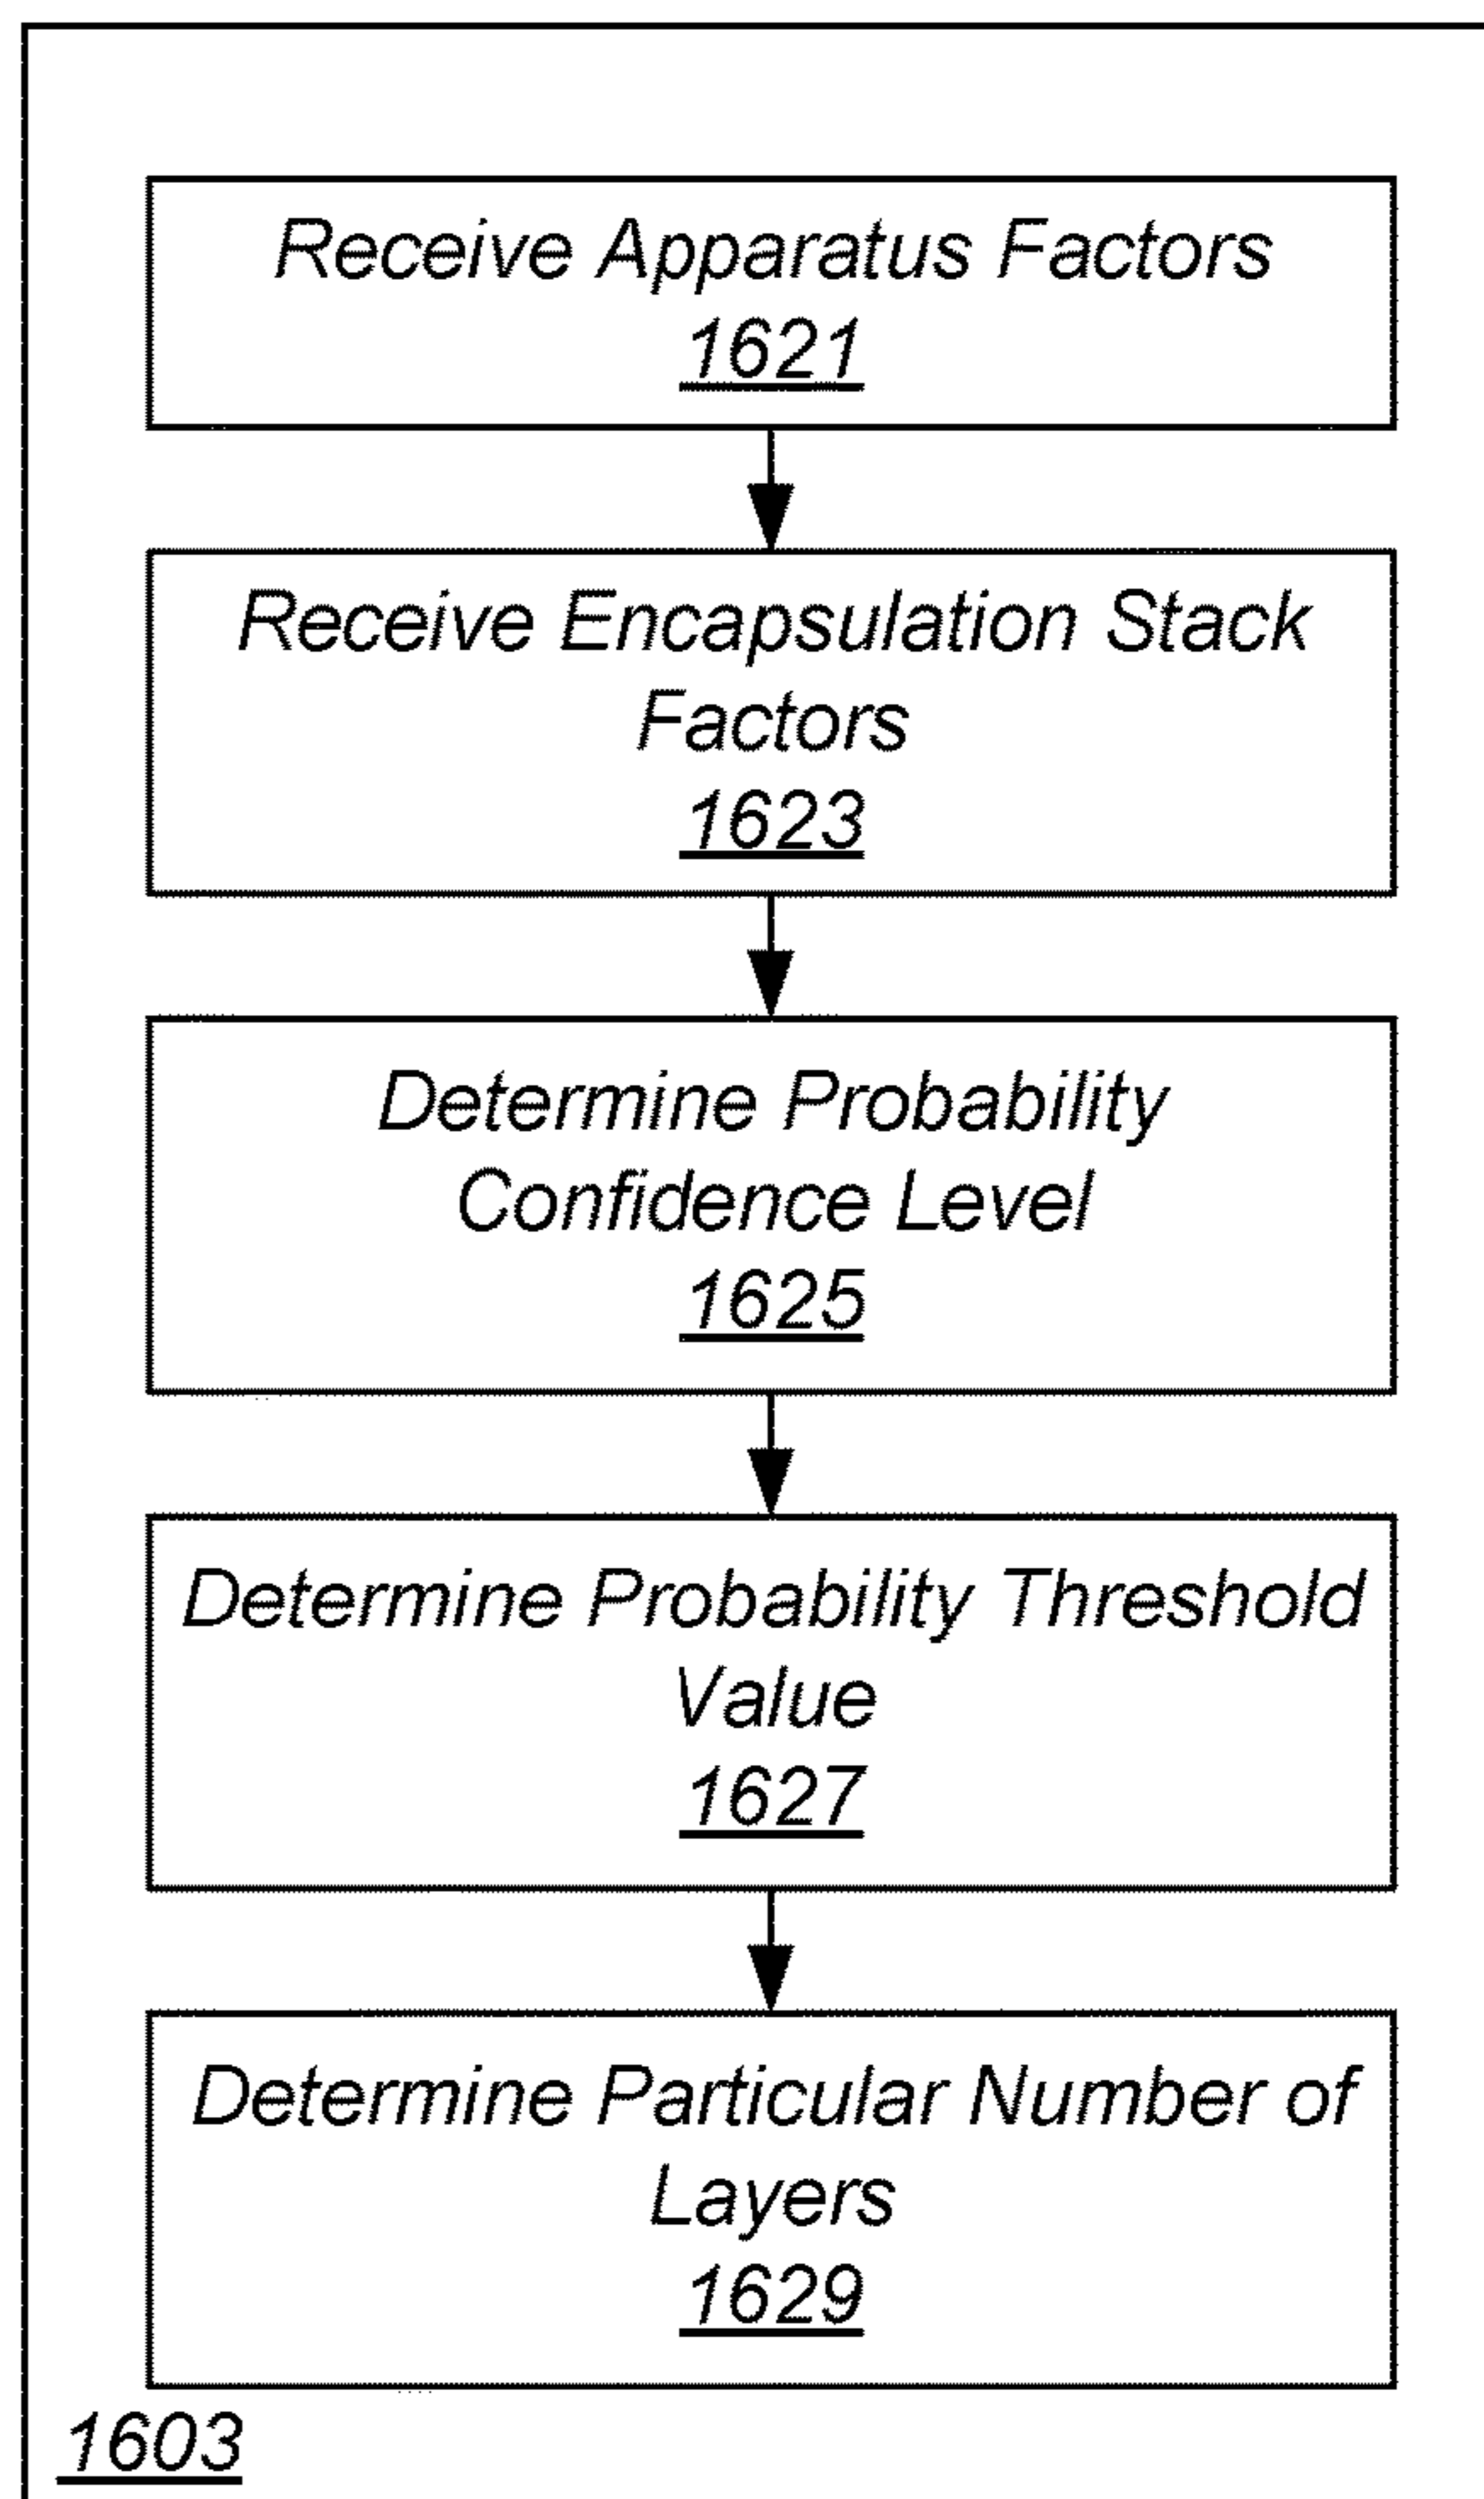 Receive Apparatus Factors
1621
Receive Encapsulation Stack
Factors
1623
Determine Probability
Confidence Level
1625
Determine Probability Threshold
Value
1627
Determine Particular Number of
Layers
1629
1603